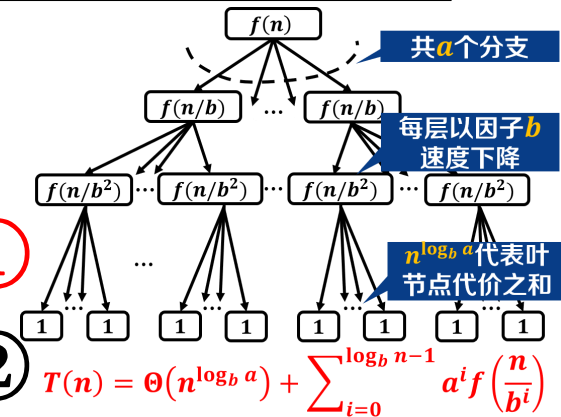 f(n)
共a个分支
f(n/b) ... f(n/b)
每层以因子b
速度下降
f(n/b²) ... f(n/b²) ... f(n/b²) ... f(n/b²)
n^{log_b a}代表叶
节点代价之和
...
... ... ... ...
1 1 1 1 1 1 1 1
2
T(n) = Θ(n^{log_b a}) + ∑_{i=0}^{log_b n−1} a^i f(n/b^i)